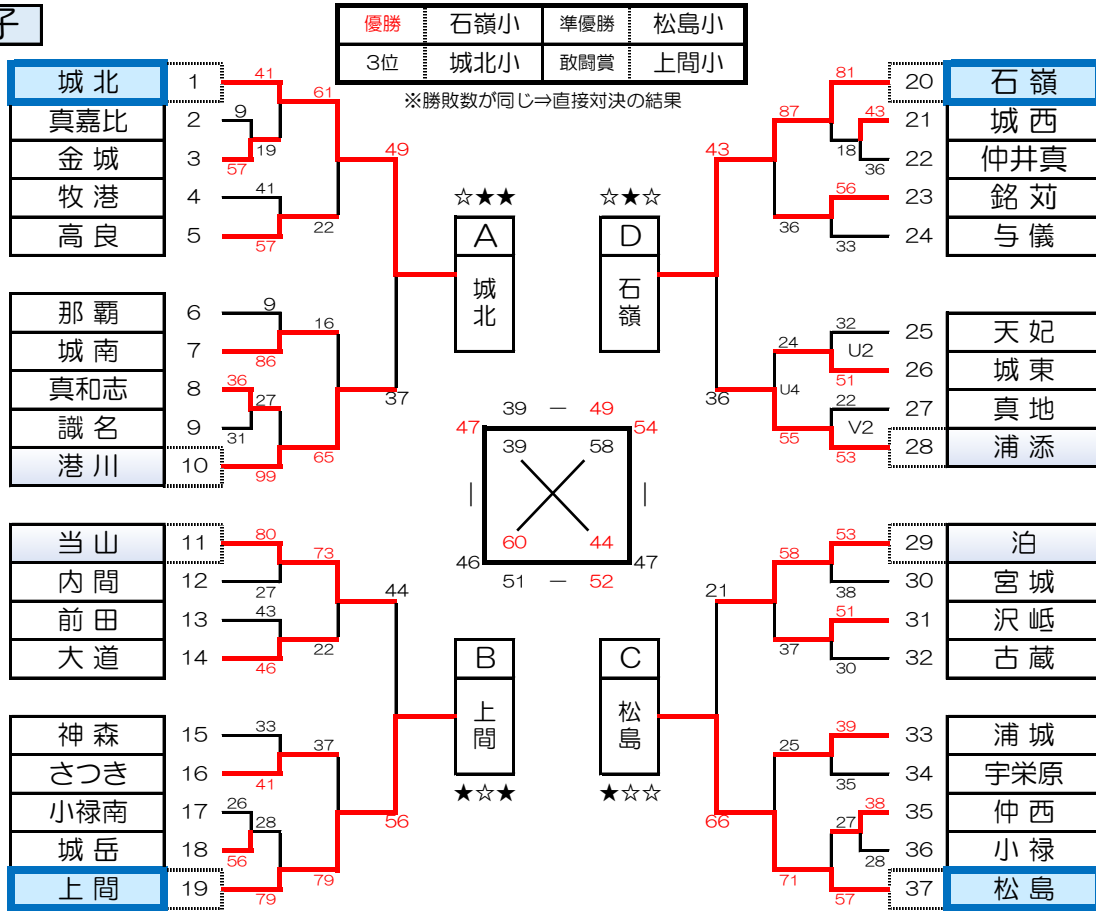 子
優勝 石嶺小 準優勝 松島小
3位 城北小 敢闘賞 上間小
※勝敗数が同じ⇒直接対決の結果
城北 1 41
真嘉比 2 9
金城 3 57 19
牧港 4 41
高良 5 57
61 22
49
那覇 6 9
城南 7 86
真和志 8 36
識名 9 31 27
港川 10 99
16 65
37
当山 11 80
内間 12 27
前田 13 43
大道 14 46
73 22
44
神森 15 33
さつき 16 41
小禄南 17 26
城岳 18 56 28
上間 19 79
37 79
56
☆★★
A
城北
B
上間
★☆★
☆★☆
D
石嶺
C
松島
★☆☆
39 − 49
47 39 58 54
| |
46 60 44 47
51 − 52
81 20 石嶺
43 21 城西
18 36 22 仲井真
56 23 銘苅
33 24 与儀
87 36
43
32 25 天妃
U2
51 26 城東
22 27 真地
V2
53 28 浦添
24 U4 55
36
53 29 泊
38 30 宮城
51 31 沢岻
30 32 古蔵
58 37
21
39 33 浦城
35 34 宇栄原
38 35 仲西
27 28 36 小禄
57 37 松島
25 71
66